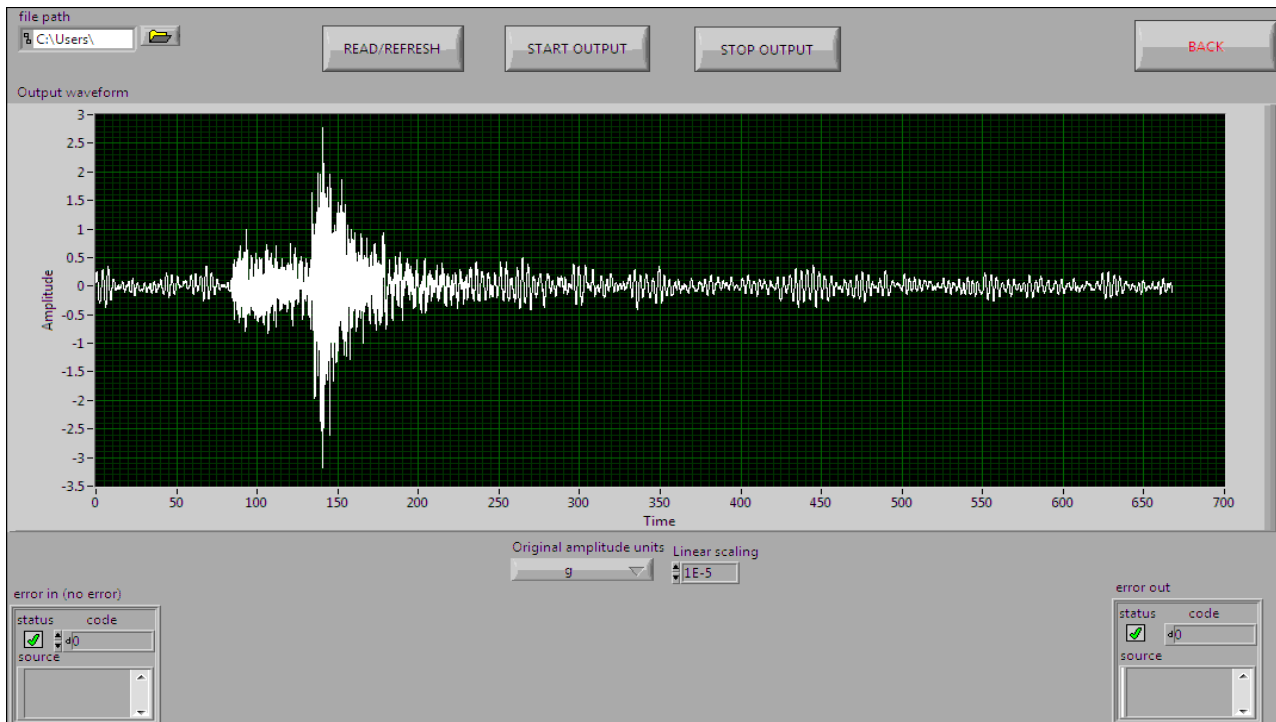 file path
C:\Users\
READ/REFRESH
START OUTPUT
STOP OUTPUT
BACK
Output waveform
Amplitude
3
2.5
2
1.5
1
0.5
0
-0.5
-1
-1.5
-2
-2.5
-3
-3.5
0 50 100 150 200 250 300 350 400 450 500 550 600 650 700
Time
Original amplitude units
g
Linear scaling
1E-5
error in (no error)
status code
d0
source
error out
status code
d0
source